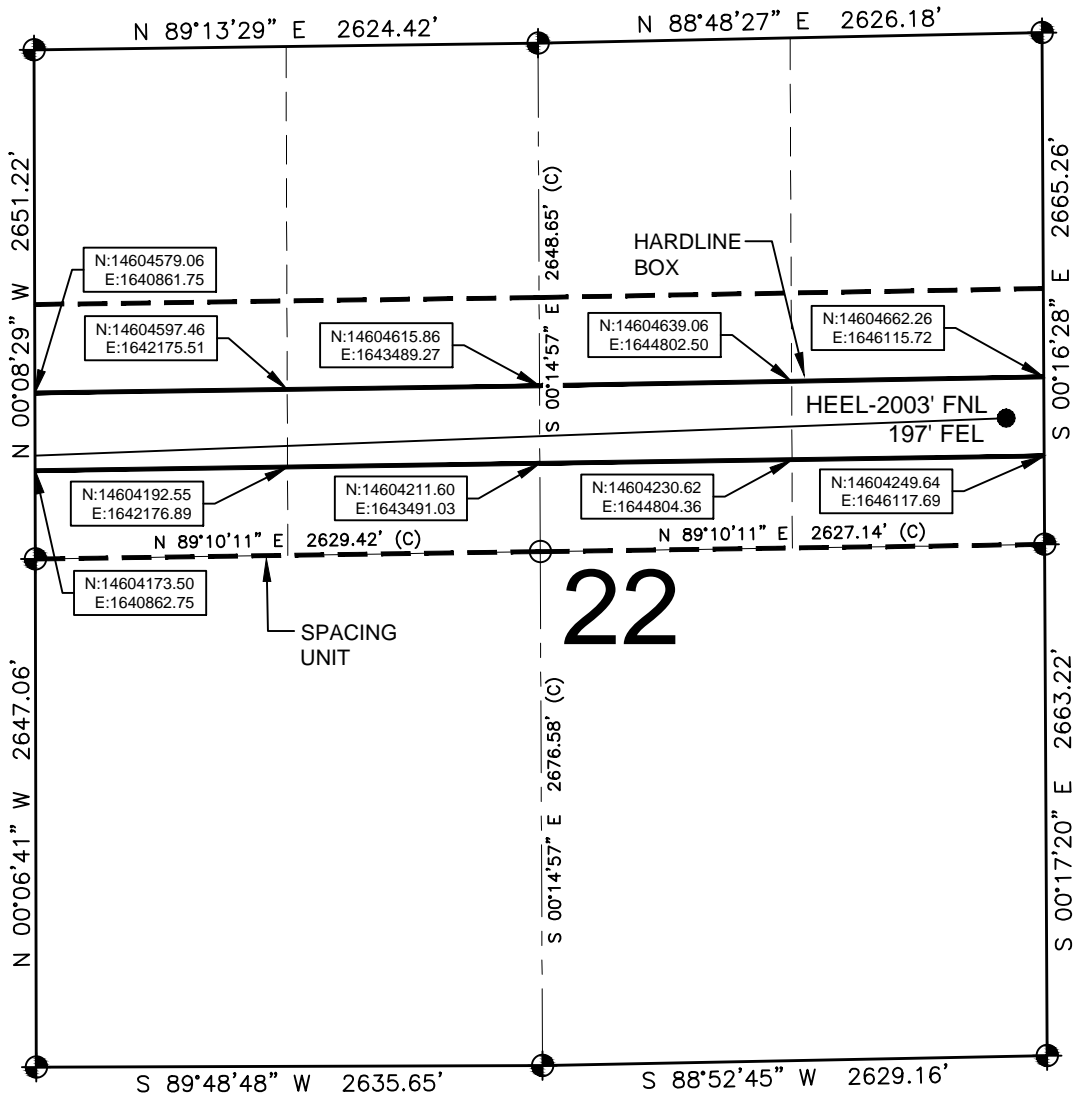 N 89°13'29" E 2624.42'
N 88°48'27" E 2626.18'
N 00°08'29" W 2651.22'
S 00°14'57" E 2648.65' (C)
S 00°16'28" E 2665.26'
HARDLINE
BOX
N:14604579.06
E:1640861.75
N:14604597.46
E:1642175.51
N:14604615.86
E:1643489.27
N:14604639.06
E:1644802.50
N:14604662.26
E:1646115.72
HEEL-2003' FNL
197' FEL
N:14604192.55
E:1642176.89
N:14604211.60
E:1643491.03
N:14604230.62
E:1644804.36
N:14604249.64
E:1646117.69
N 89°10'11" E 2629.42' (C)
N 89°10'11" E 2627.14' (C)
N:14604173.50
E:1640862.75
22
SPACING
UNIT
N 00°06'41" W 2647.06'
S 00°14'57" E 2676.58' (C)
S 00°17'20" E 2663.22'
S 89°48'48" W 2635.65'
S 88°52'45" W 2629.16'